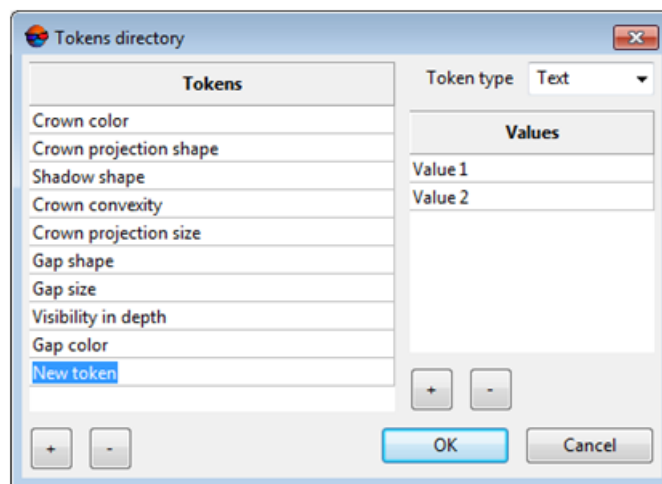 Tokens directory
Tokens
Crown color
Crown projection shape
Shadow shape
Crown convexity
Crown projection size
Gap shape
Gap size
Visibility in depth
Gap color
New token
+ -
Token type Text
Values
Value 1
Value 2
+ -
OK Cancel